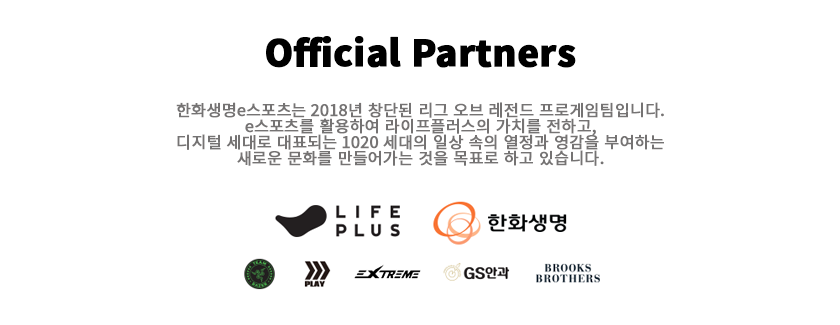 Official Partners
한화생명e스포츠는 2018년 창단된 리그 오브 레전드 프로게임팀입니다.
e스포츠를 활용하여 라이프플러스의 가치를 전하고,
디지털 세대로 대표되는 1020 세대의 일상 속의 열정과 영감을 부여하는
새로운 문화를 만들어가는 것을 목표로 하고 있습니다.
LIFE
PLUS
한화생명
TEAM
RAZER
PLAY
EXTREME
GS안과
BROOKS
BROTHERS